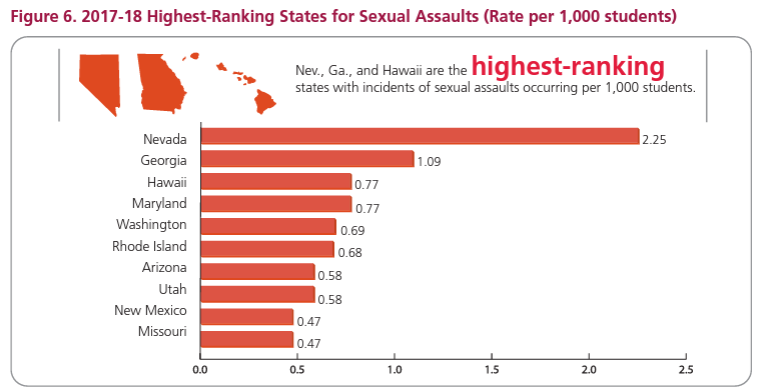 Figure 6. 2017-18 Highest-Ranking States for Sexual Assaults (Rate per 1,000 students)
Nev., Ga., and Hawaii are the highest-ranking
states with incidents of sexual assaults occurring per 1,000 students.
Nevada 2.25
Georgia 1.09
Hawaii 0.77
Maryland 0.77
Washington 0.69
Rhode Island 0.68
Arizona 0.58
Utah 0.58
New Mexico 0.47
Missouri 0.47
0.0 0.5 1.0 1.5 2.0 2.5